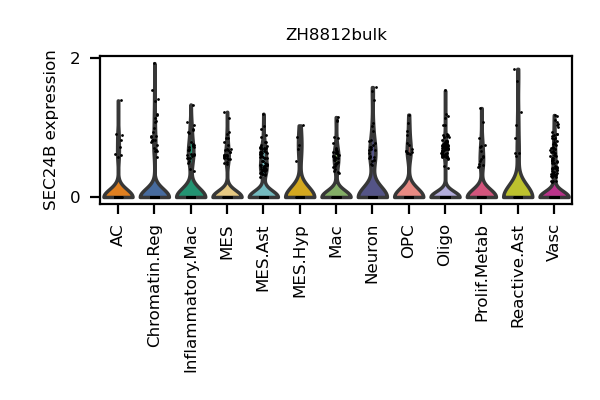 ZH8812bulk
SEC24B expression
2
0
AC
Chromatin.Reg
Inflammatory.Mac
MES
MES.Ast
MES.Hyp
Mac
Neuron
OPC
Oligo
Prolif.Metab
Reactive.Ast
Vasc